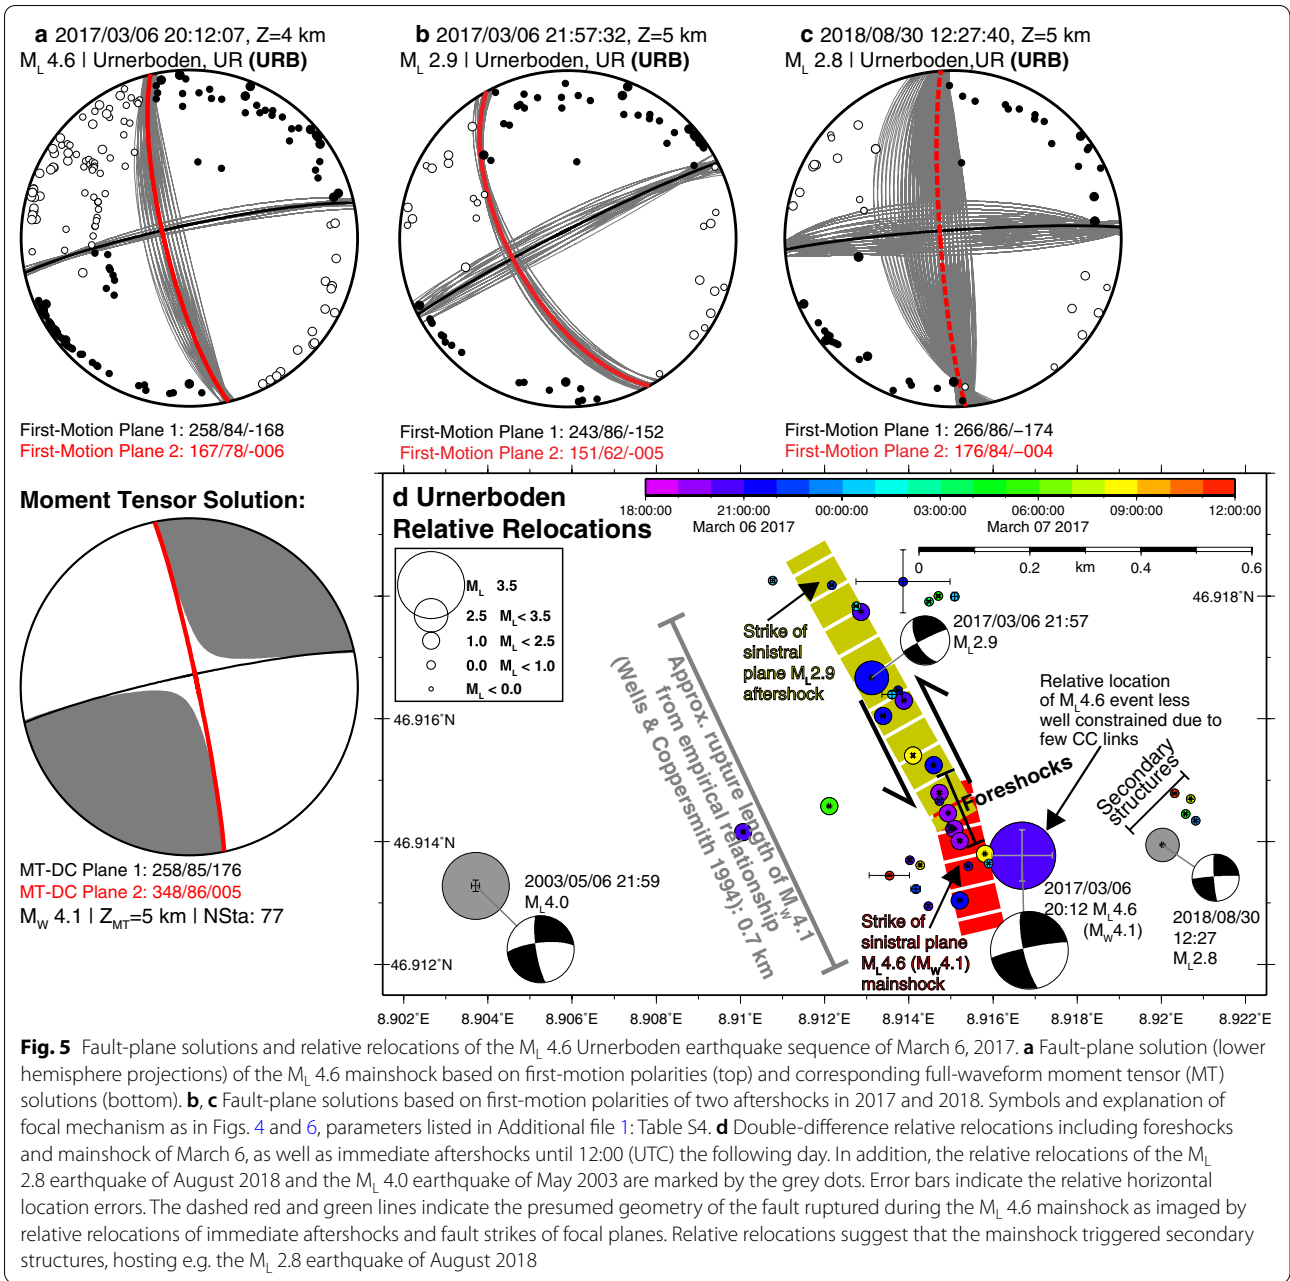 a 2017/03/06 20:12:07, Z=4 km
ML 4.6 | Urnerboden, UR (URB)
b 2017/03/06 21:57:32, Z=5 km
ML 2.9 | Urnerboden, UR (URB)
c 2018/08/30 12:27:40, Z=5 km
ML 2.8 | Urnerboden,UR (URB)
First-Motion Plane 1: 258/84/-168
First-Motion Plane 2: 167/78/-006
First-Motion Plane 1: 243/86/-152
First-Motion Plane 2: 151/62/-005
First-Motion Plane 1: 266/86/−174
First-Motion Plane 2: 176/84/−004
Moment Tensor Solution:
MT-DC Plane 1: 258/85/176
MT-DC Plane 2: 348/86/005
MW 4.1 | ZMT=5 km | NSta: 77
d Urnerboden
Relative Relocations
18:00:00 21:00:00 00:00:00 03:00:00 06:00:00 09:00:00 12:00:00
March 06 2017 March 07 2017
0 0.2 0.4 0.6
km
ML 3.5
2.5 ML< 3.5
1.0 ML < 2.5
0.0 ML < 1.0
ML < 0.0
Strike of
sinistral
plane ML2.9
aftershock
2017/03/06 21:57
ML2.9
Relative location
of ML4.6 event less
well constrained due to
few CC links
Approx. rupture length of MW4.1
from empirical relationship
(Wells & Coppersmith 1994): 0.7 km
Foreshocks
Secondary
structures
2003/05/06 21:59
ML4.0
Strike of
sinistral plane
ML4.6 (MW4.1)
mainshock
2017/03/06
20:12 ML4.6
(MW4.1)
2018/08/30
12:27
ML2.8
46.918°N
46.916°N
46.914°N
46.912°N
8.902°E 8.904°E 8.906°E 8.908°E 8.91°E 8.912°E 8.914°E 8.916°E 8.918°E 8.92°E 8.922°E
Fig. 5 Fault-plane solutions and relative relocations of the ML 4.6 Urnerboden earthquake sequence of March 6, 2017. a Fault-plane solution (lower
hemisphere projections) of the ML 4.6 mainshock based on first-motion polarities (top) and corresponding full-waveform moment tensor (MT)
solutions (bottom). b, c Fault-plane solutions based on first-motion polarities of two aftershocks in 2017 and 2018. Symbols and explanation of
focal mechanism as in Figs. 4 and 6, parameters listed in Additional file 1: Table S4. d Double-difference relative relocations including foreshocks
and mainshock of March 6, as well as immediate aftershocks until 12:00 (UTC) the following day. In addition, the relative relocations of the ML
2.8 earthquake of August 2018 and the ML 4.0 earthquake of May 2003 are marked by the grey dots. Error bars indicate the relative horizontal
location errors. The dashed red and green lines indicate the presumed geometry of the fault ruptured during the ML 4.6 mainshock as imaged by
relative relocations of immediate aftershocks and fault strikes of focal planes. Relative relocations suggest that the mainshock triggered secondary
structures, hosting e.g. the ML 2.8 earthquake of August 2018